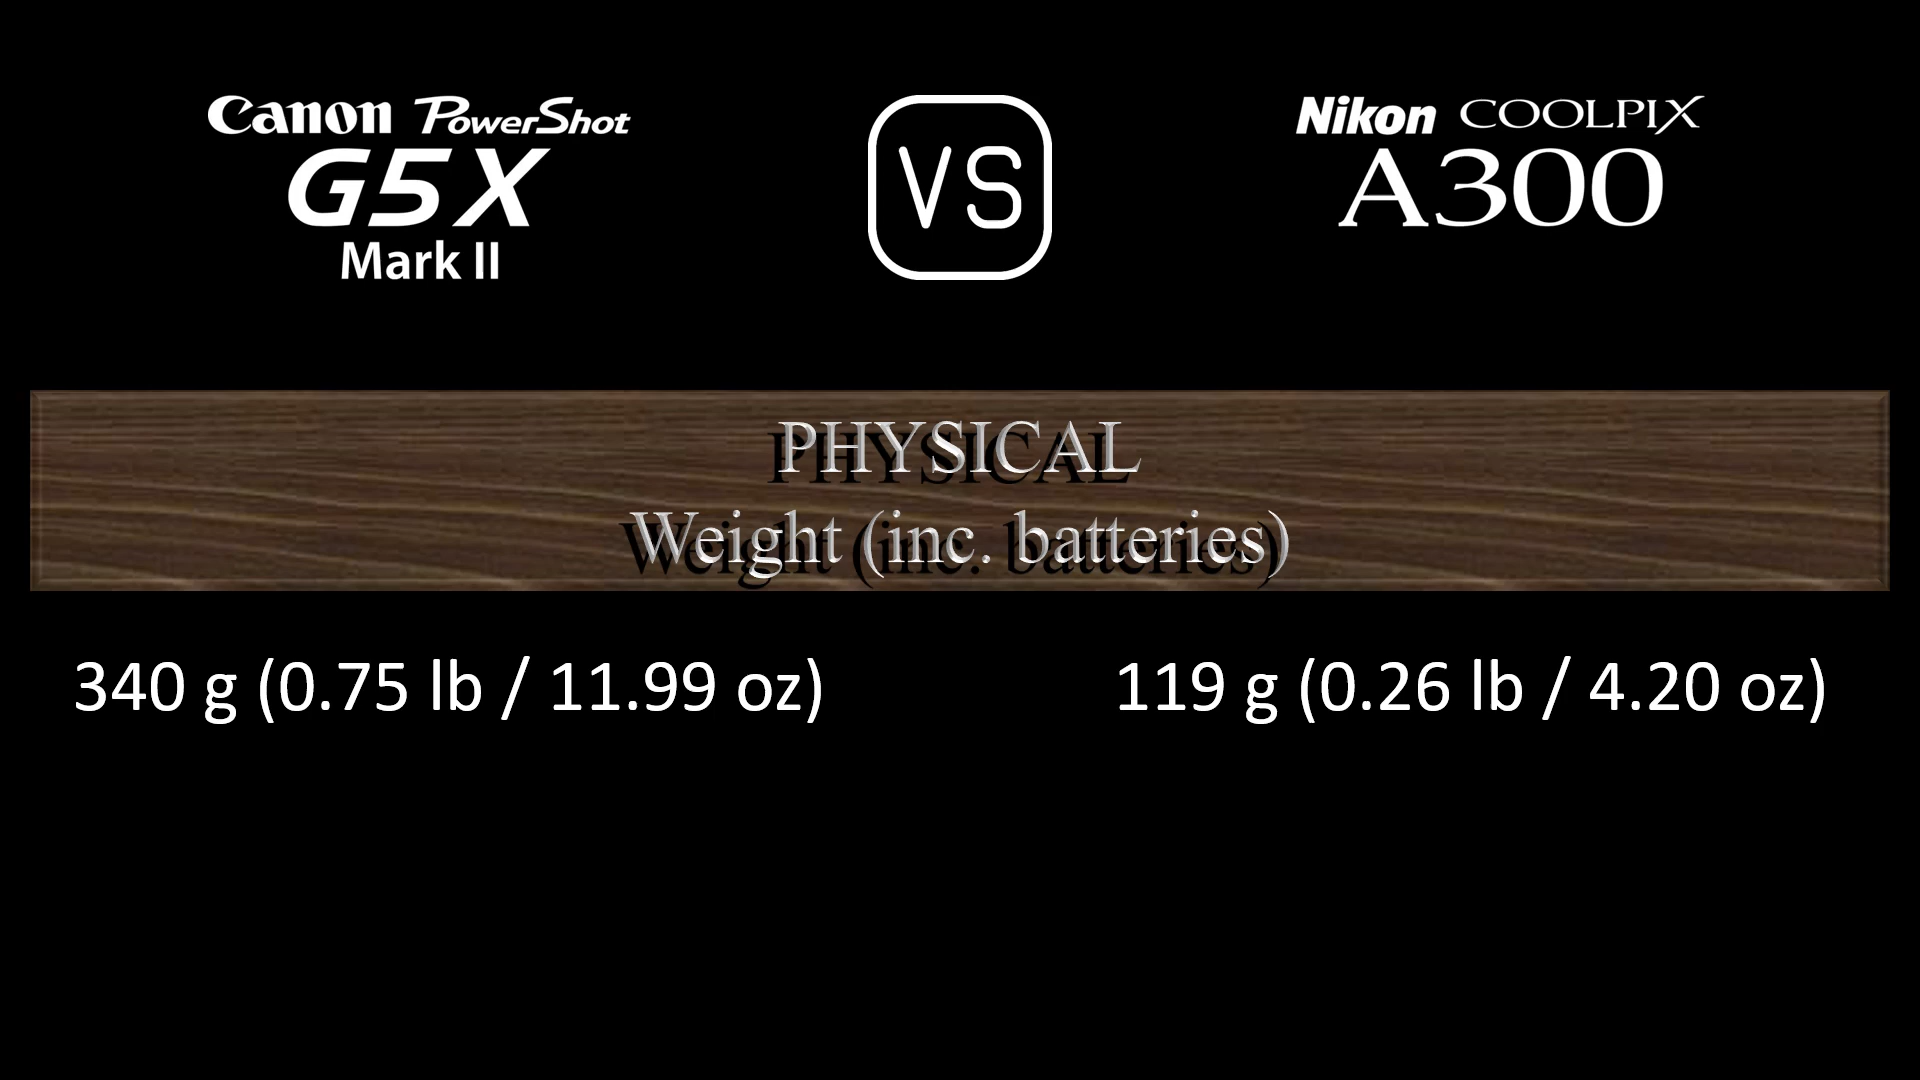 Canon PowerShot
G5X
Mark II
VS
Nikon COOLPIX
A300
PHYSICAL
Weight (inc. batteries)
340 g (0.75 lb / 11.99 oz)
119 g (0.26 lb / 4.20 oz)